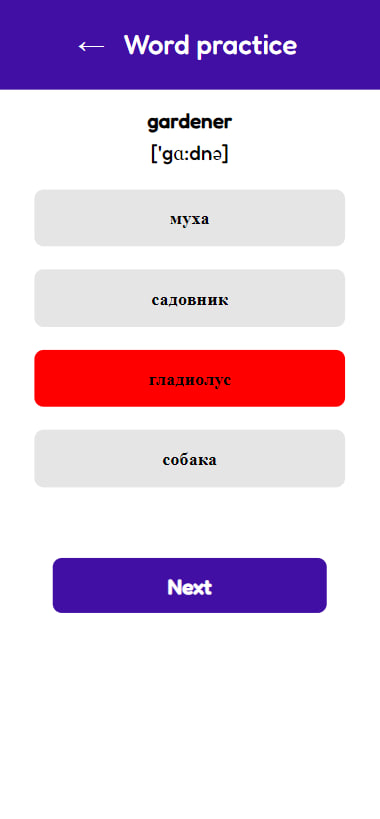 ← Word practice
gardener
['gɑ:dnə]
муха
садовник
гладиолус
собака
Next